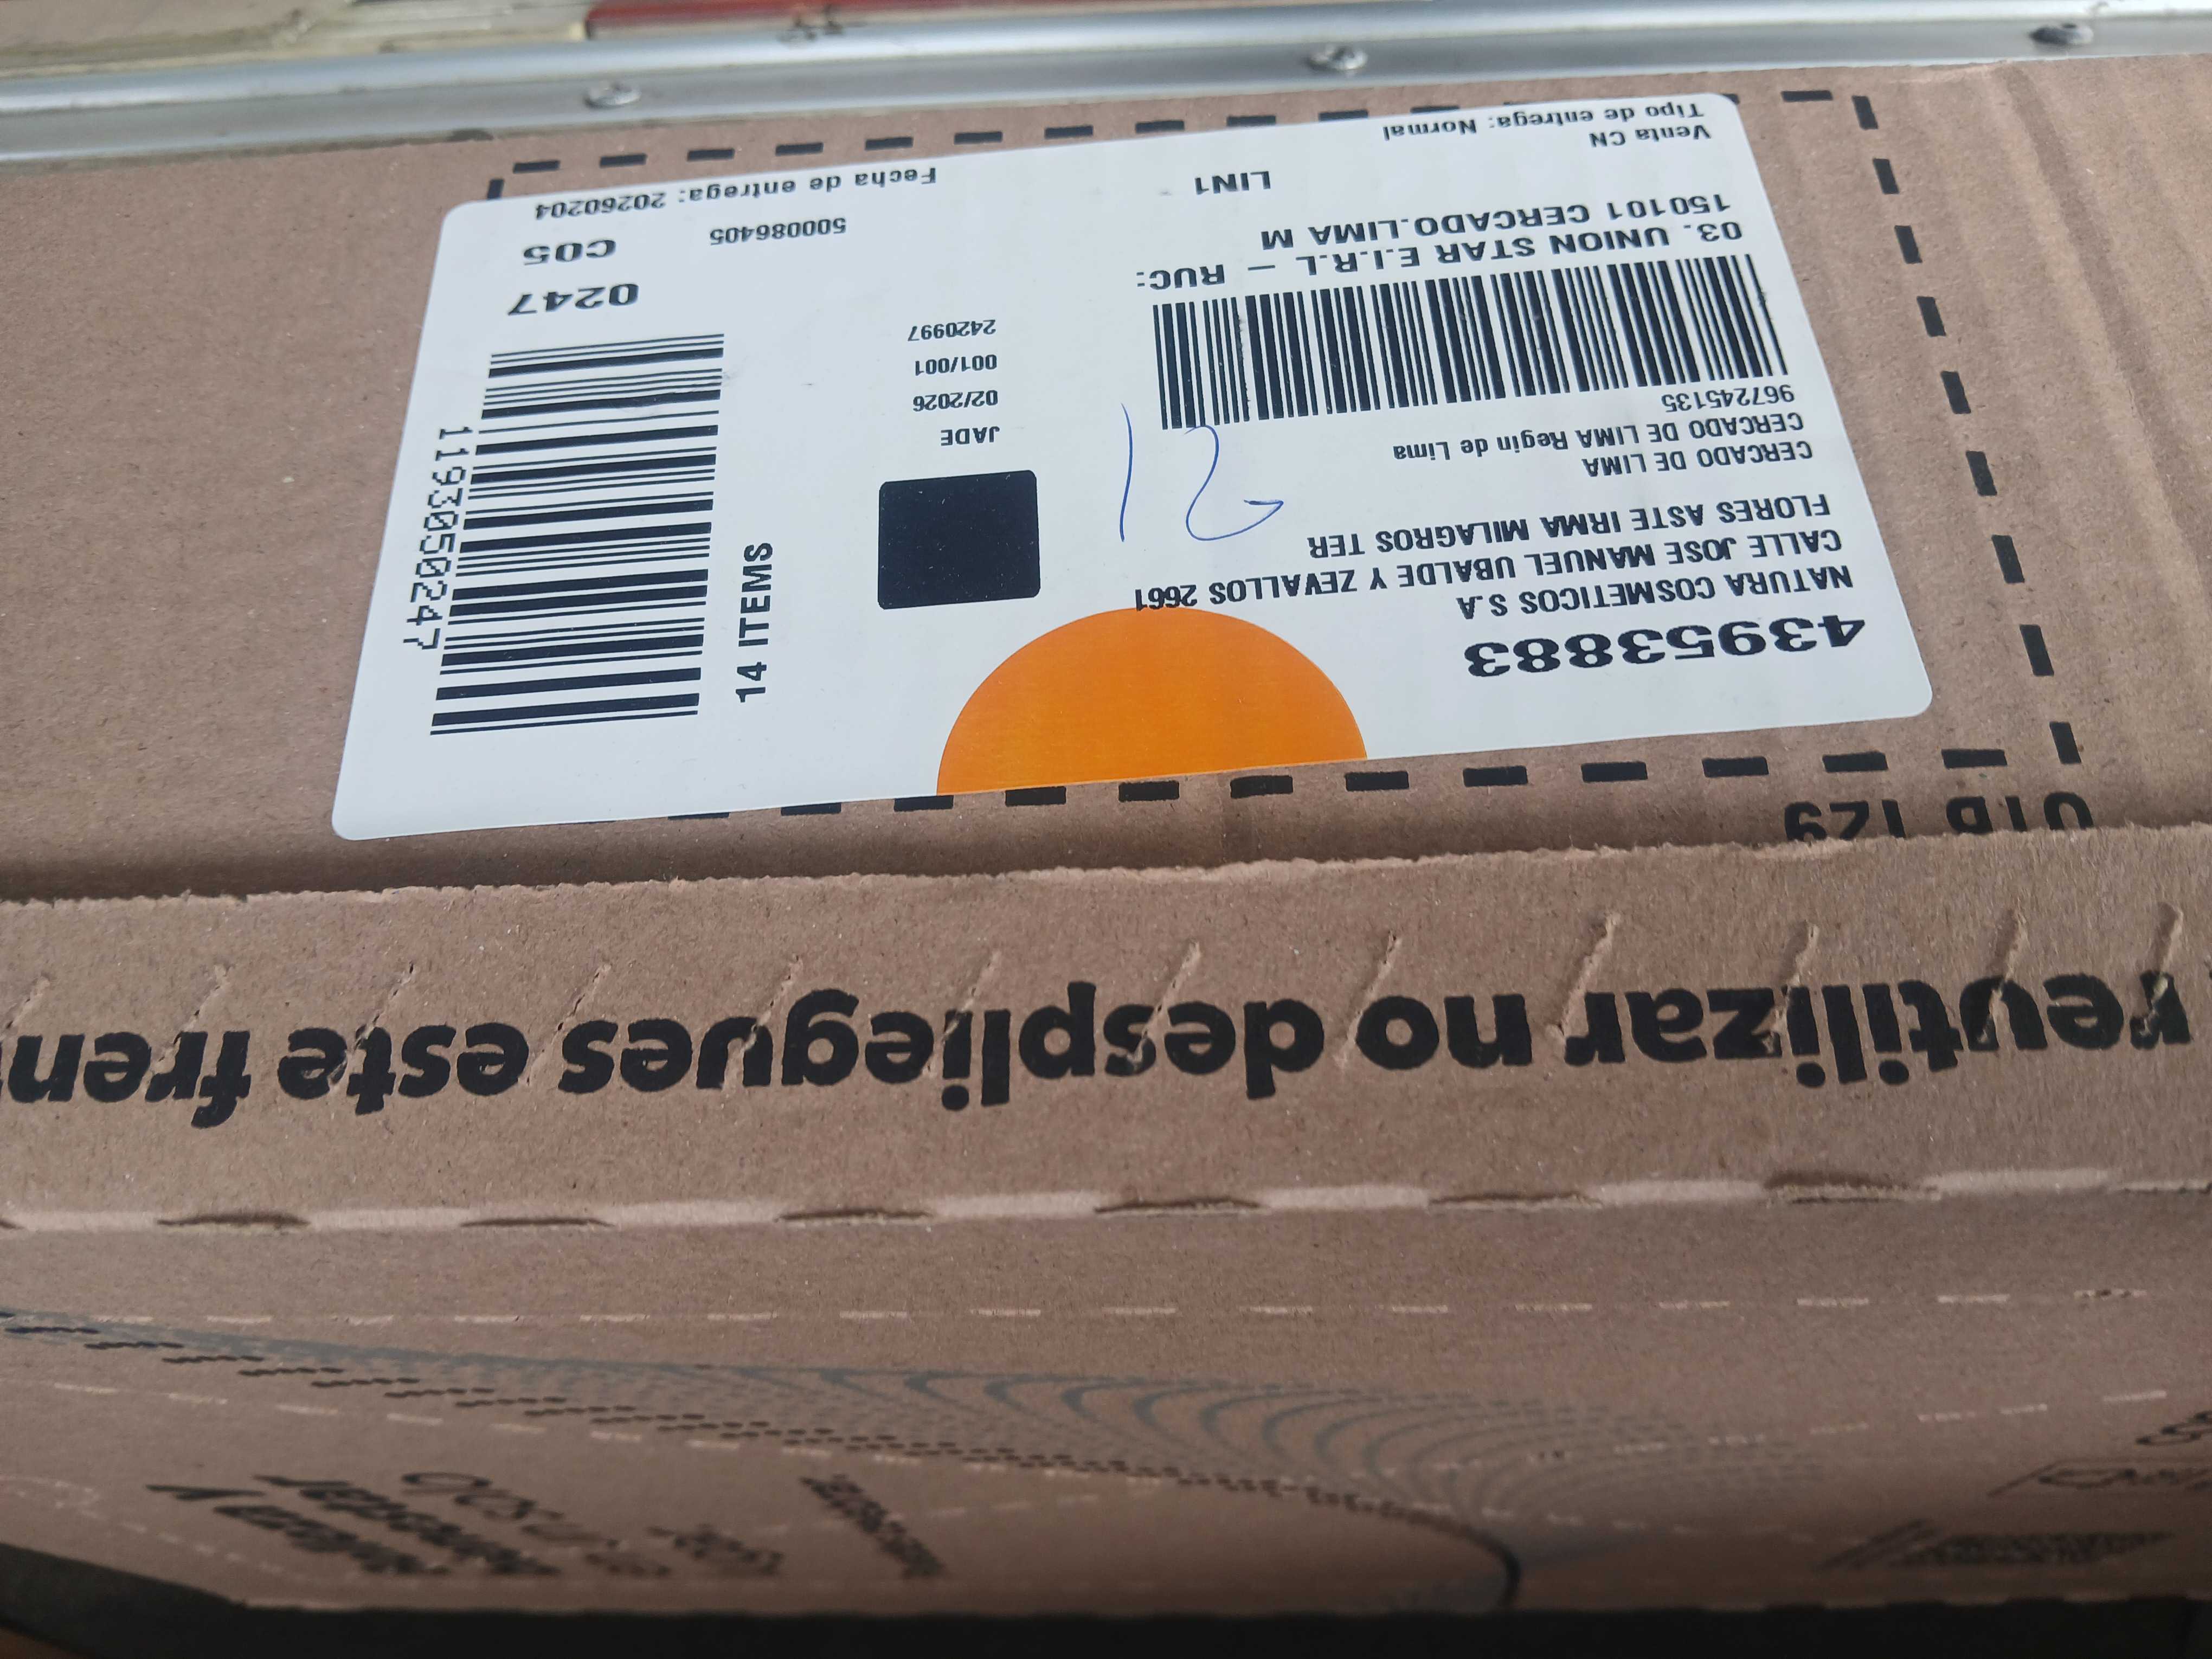 43953883
NATURA COSMETICOS S.A
CALLE JOSE MANUEL UBALDE Y ZEVALLOS 2661
FLORES ASTE IRMA MILAGROS TER
CERCADO DE LIMA
CERCADO DE LIMA Regin de Lima
967245135
03. UNION STAR E.I.R.L - RUC:
150101 CERCADO.LIMA M
LIN1
Venta CN
Tipo de entrega: Normal
12
JADE
02/2026
001/001
2420997
14 ITEMS
1193050247
0247
C05
500086405
Fecha de entrega: 20260204
129
reutilizar no despliegues este fren